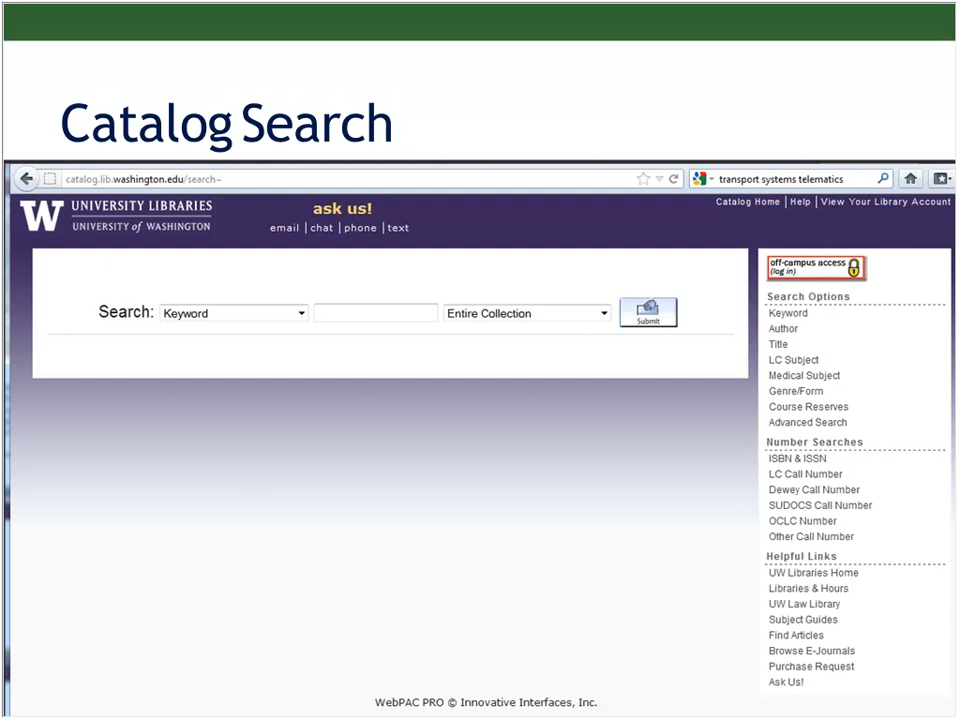 Catalog Search
catalog.lib.washington.edu/search~
transport systems telematics
W UNIVERSITY LIBRARIES
UNIVERSITY of WASHINGTON
ask us!
email | chat | phone | text
Catalog Home | Help | View Your Library Account
Search: Keyword Entire Collection Submit
off-campus access
(log in)
Search Options
Keyword
Author
Title
LC Subject
Medical Subject
Genre/Form
Course Reserves
Advanced Search
Number Searches
ISBN & ISSN
LC Call Number
Dewey Call Number
SUDOCS Call Number
OCLC Number
Other Call Number
Helpful Links
UW Libraries Home
Libraries & Hours
UW Law Library
Subject Guides
Find Articles
Browse E-Journals
Purchase Request
Ask Us!
WebPAC PRO © Innovative Interfaces, Inc.